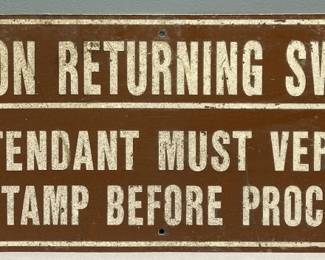 ON RETURNING SW
TENDANT MUST VER
TAMP BEFORE PROC